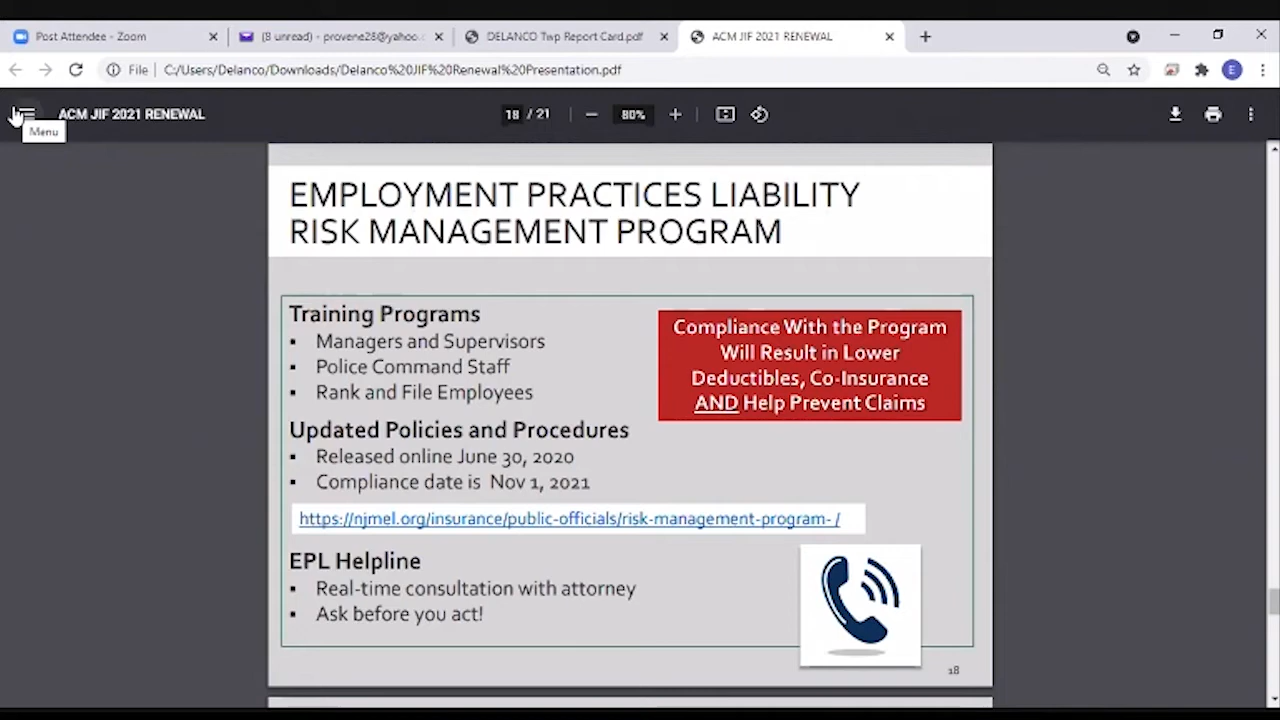 Post Attendee - Zoom
(8 unread) - provene28@yahoo.c
DELANCO Twp Report Card.pdf
ACM JIF 2021 RENEWAL
File
C:/Users/Delanco/Downloads/Delanco%20JIF%20Renewal%20Presentation.pdf
E
ACM JIF 2021 RENEWAL
18 / 21
80%
Menu
EMPLOYMENT PRACTICES LIABILITY
RISK MANAGEMENT PROGRAM
Training Programs
▪ Managers and Supervisors
▪ Police Command Staff
▪ Rank and File Employees
Compliance With the Program
Will Result in Lower
Deductibles, Co-Insurance
AND Help Prevent Claims
Updated Policies and Procedures
▪ Released online June 30, 2020
▪ Compliance date is Nov 1, 2021
https://njmel.org/insurance/public-officials/risk-management-program- /
EPL Helpline
▪ Real-time consultation with attorney
▪ Ask before you act!
18